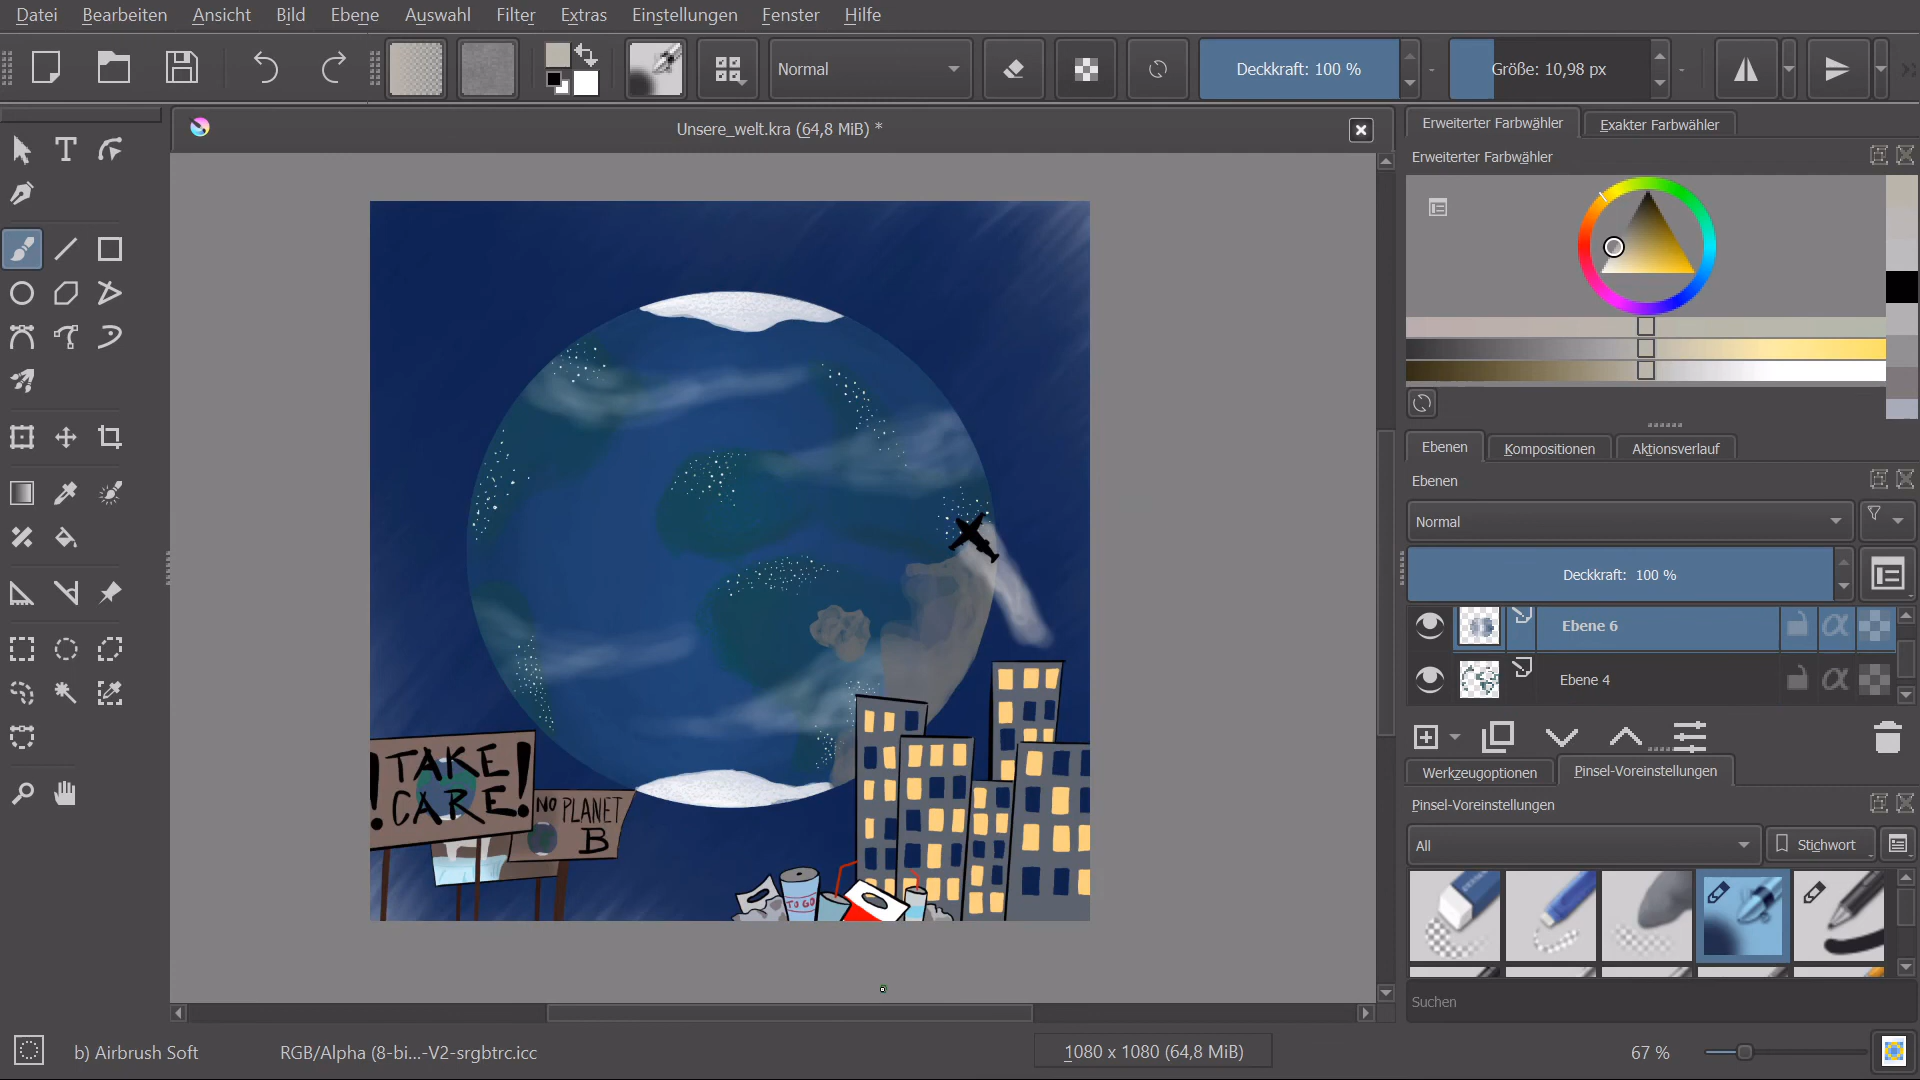 Datei Bearbeiten Ansicht Bild Ebene Auswahl Filter Extras Einstellungen Fenster Hilfe
Normal Deckkraft: 100 % Größe: 10,98 px
Unsere_welt.kra (64,8 MiB) *
Erweiterter Farbwähler Exakter Farbwähler
Erweiterter Farbwähler
Ebenen Kompositionen Aktionsverlauf
Ebenen
Normal
Deckkraft: 100 %
Ebene 6
Ebene 4
Werkzeugoptionen Pinsel-Voreinstellungen
Pinsel-Voreinstellungen
All Stichwort
Suchen
! TAKE CARE !
NO PLANET
B
TO GO
b) Airbrush Soft RGB/Alpha (8-bi...-V2-srgbtrc.icc 1080 x 1080 (64,8 MiB) 67 %